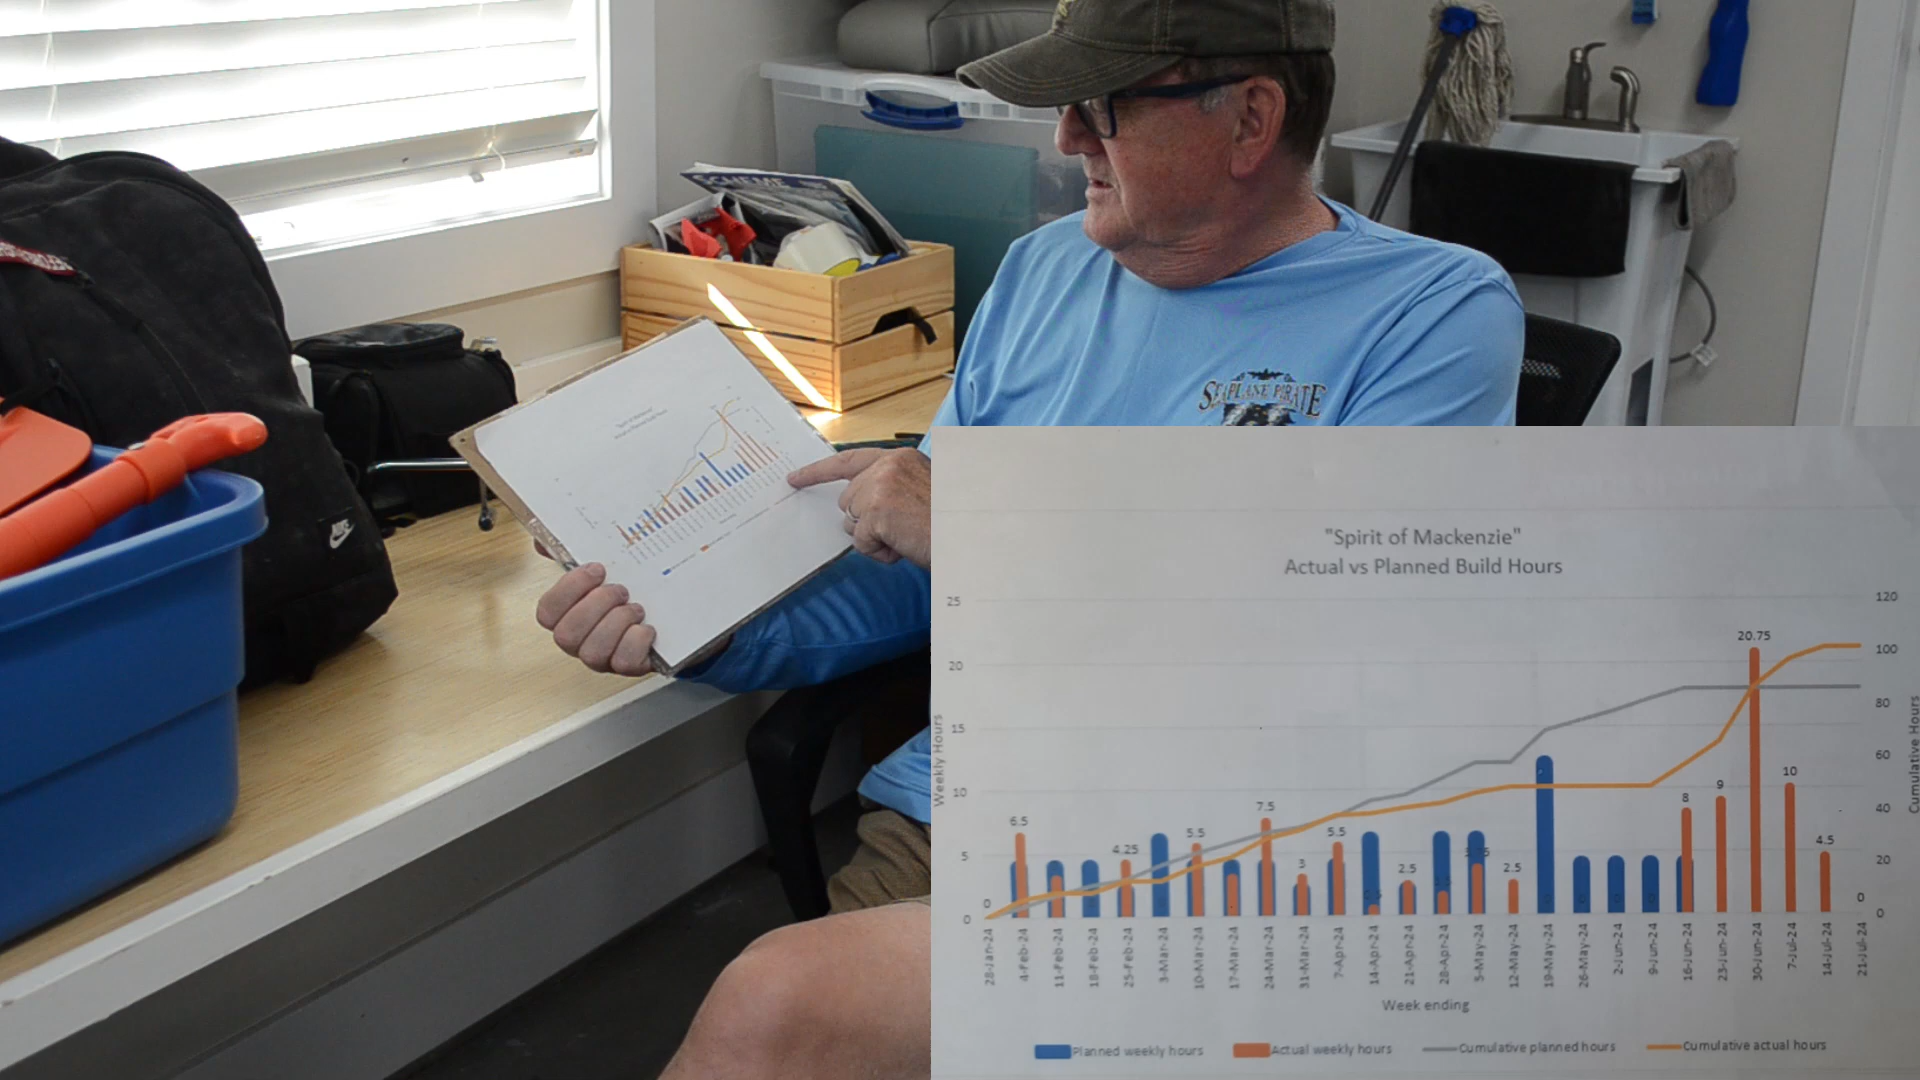 SEAPLANE PIRATE
"Spirit of Mackenzie"
Actual vs Planned Build Hours
25
20
15
10
5
0
Weekly Hours
120
100
80
60
40
20
0
Cumulative Hours
0
6.5
4.25
5.5
7.5
3
5.5
2.5
2.5
8
9
20.75
10
4.5
0
28-Jan-24
4-Feb-24
11-Feb-24
18-Feb-24
25-Feb-24
3-Mar-24
10-Mar-24
17-Mar-24
24-Mar-24
31-Mar-24
7-Apr-24
14-Apr-24
21-Apr-24
28-Apr-24
5-May-24
12-May-24
19-May-24
26-May-24
2-Jun-24
9-Jun-24
16-Jun-24
23-Jun-24
30-Jun-24
7-Jul-24
14-Jul-24
21-Jul-24
Week ending
Planned weekly hours
Actual weekly hours
Cumulative planned hours
Cumulative actual hours